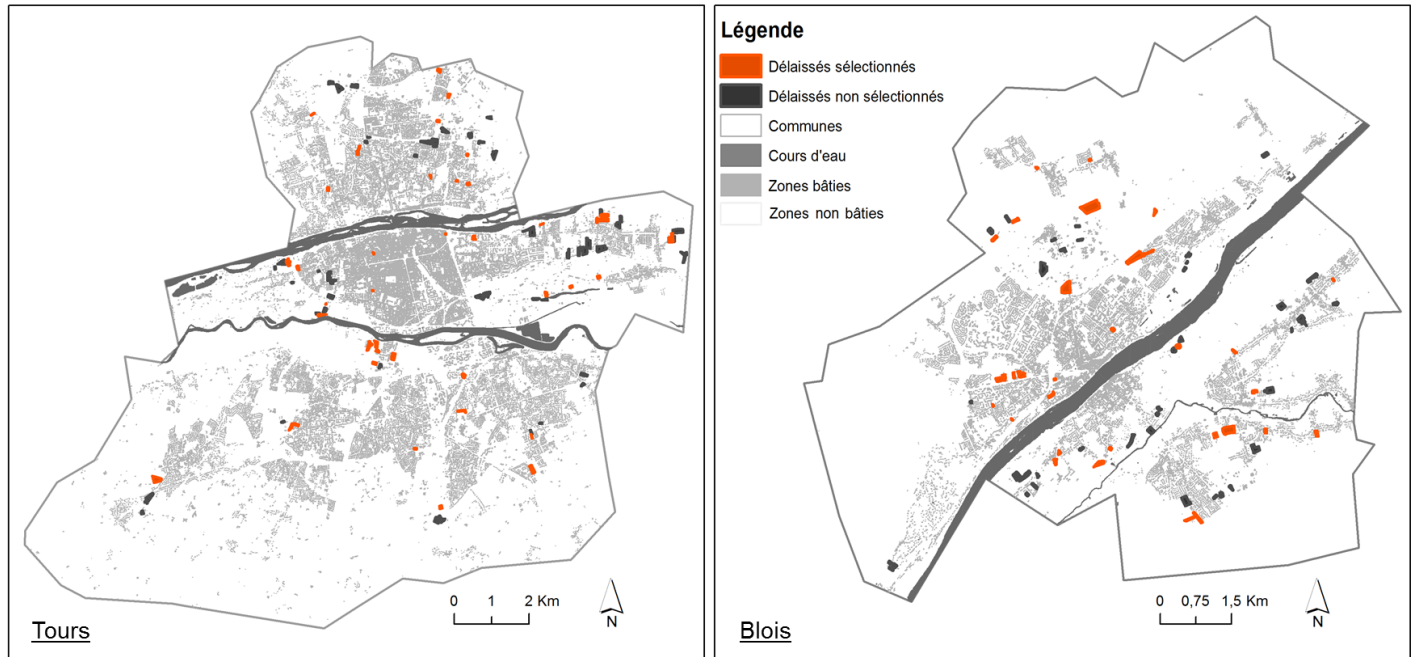 Légende
Délaissés sélectionnés
Délaissés non sélectionnés
Communes
Cours d'eau
Zones bâties
Zones non bâties
0 1 2 Km
N
Tours
0 0,75 1,5 Km
N
Blois